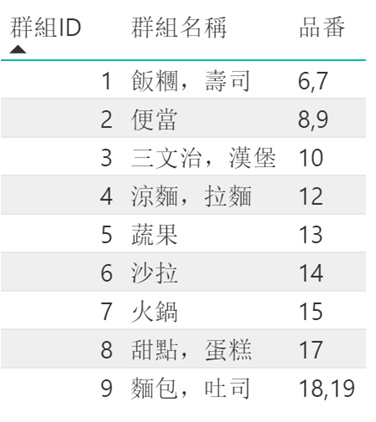 群組ID 群組名稱 品番
1 飯糰，壽司 6,7
2 便當 8,9
3 三文治，漢堡 10
4 涼麵，拉麵 12
5 蔬果 13
6 沙拉 14
7 火鍋 15
8 甜點，蛋糕 17
9 麵包，吐司 18,19